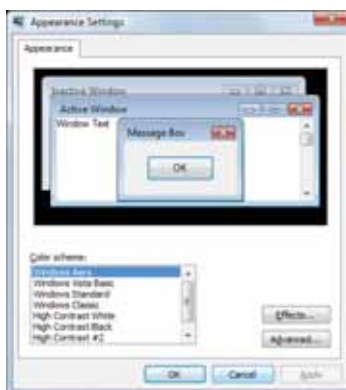 Appearance Settings
Appearance
Inactive Window
Active Window
Window Text
Message Box
OK
Color scheme:
Windows Aero
Windows Vista Basic
Windows Standard
Windows Classic
High Contrast White
High Contrast Black
High Contrast #2
Effects...
Advanced...
OK
Cancel
Apply